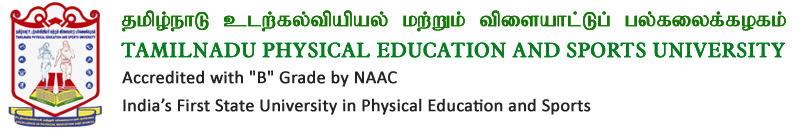 தமிழ்நாடு உடற்கல்வியியல் மற்றும் விளையாட்டுப் பல்கலைக்கழகம்
TAMILNADU PHYSICAL EDUCATION AND SPORTS UNIVERSITY
Accredited with "B" Grade by NAAC
India's First State University in Physical Education and Sports